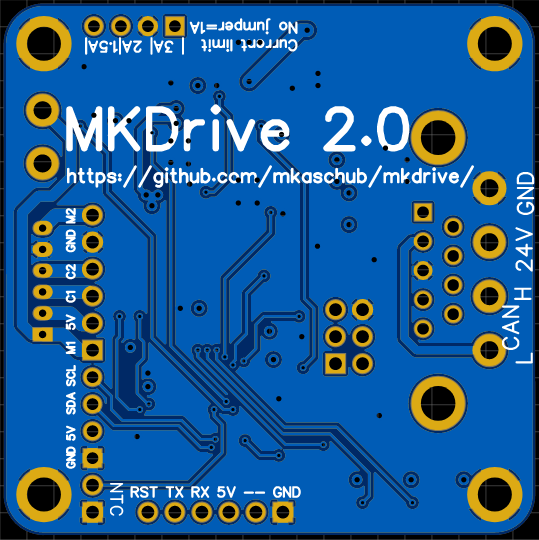 Current limit
No jumper=1A
| 3A | 2A|1.5A|
MKDrive 2.0
https://github.com/mkaschub/mkdrive/
M2
GND
C2
C1
5V
M1
SCL
SDA
5V
GND
NTC
RST TX RX 5V -- GND
GND
24V
CAN
H
L